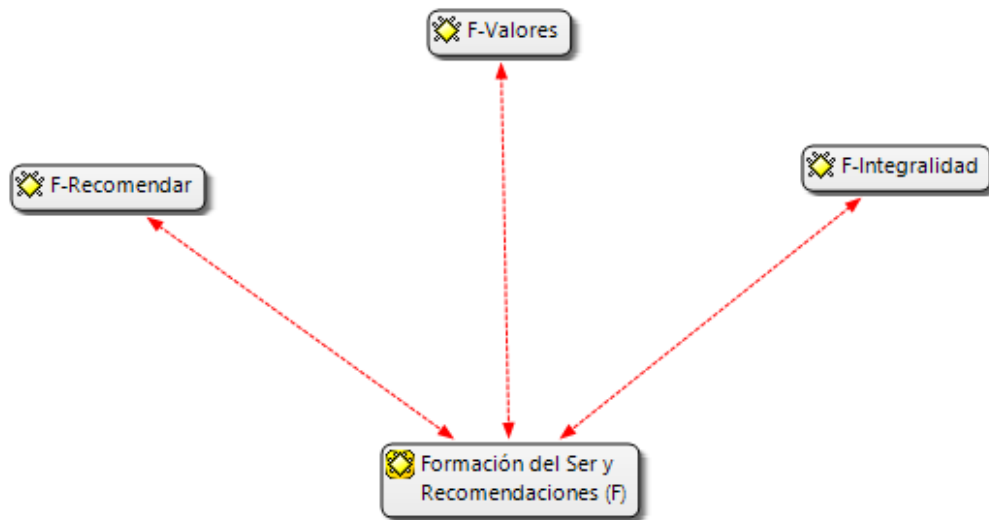 F-Valores
F-Recomendar
F-Integralidad
Formación del Ser y
Recomendaciones (F)